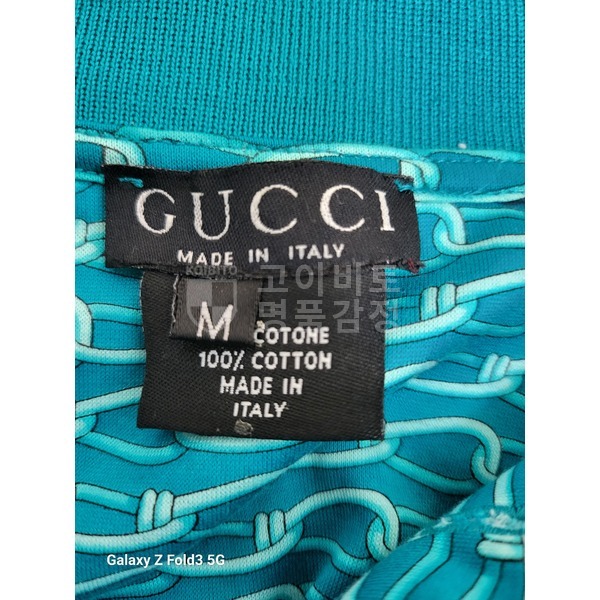 GUCCI
MADE IN ITALY
KOIBITO
고이비토
명품감정
M
COTONE
100% COTTON
MADE IN
ITALY
Galaxy Z Fold3 5G